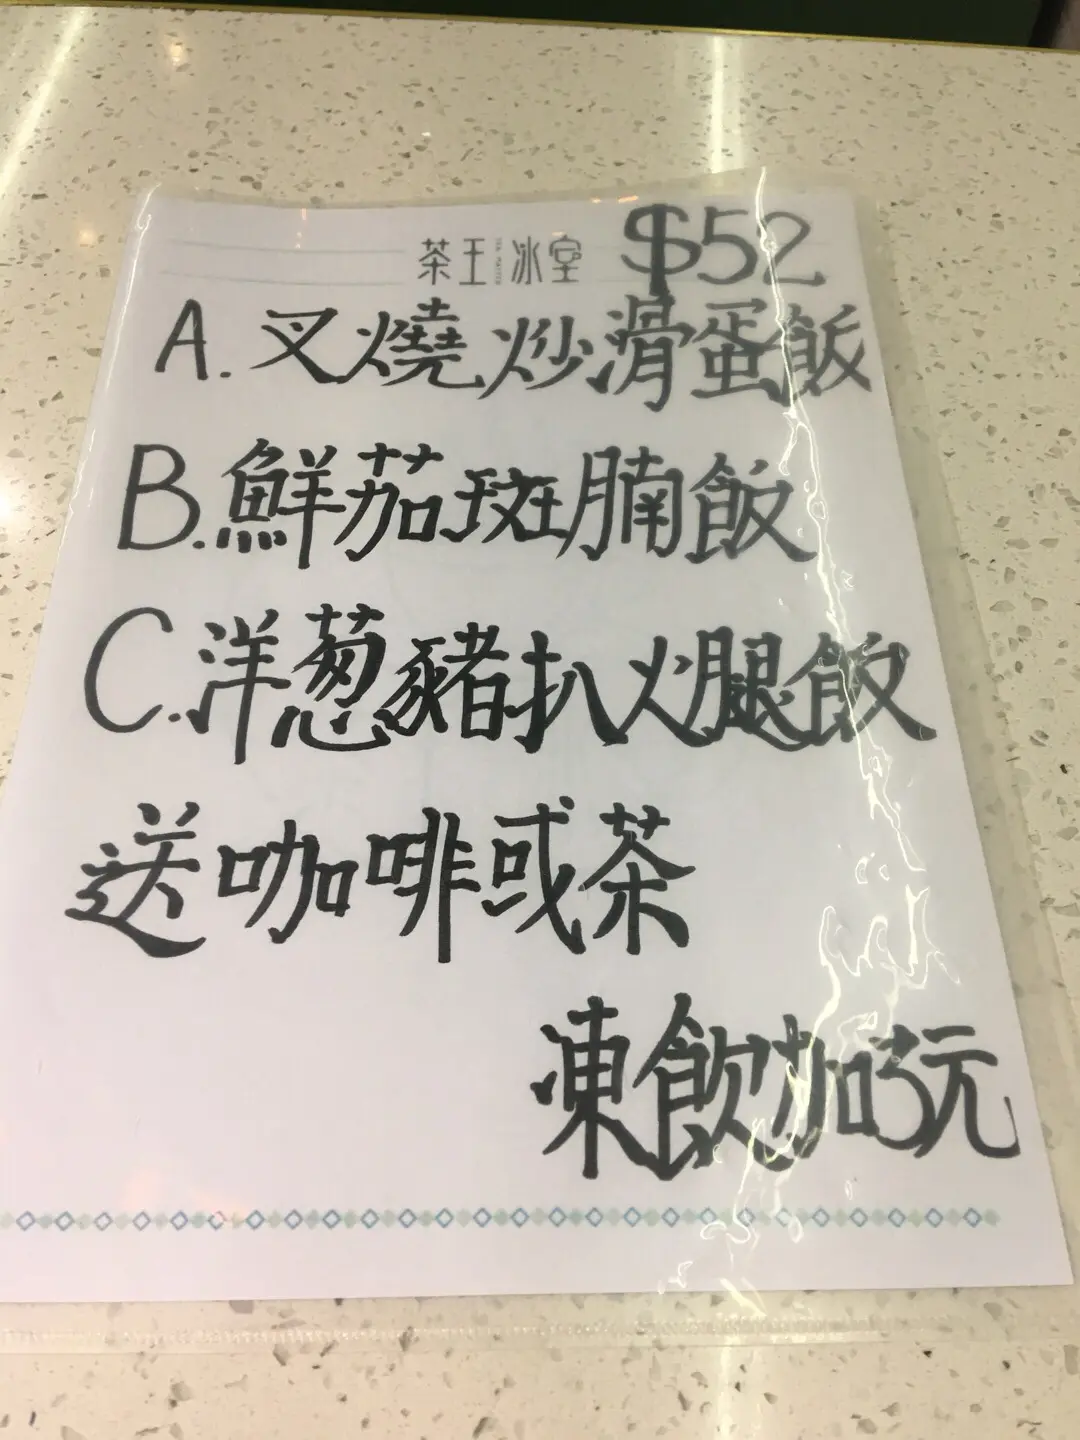 茶王冰室 $52
A. 叉燒炒滑蛋飯
B. 鮮茄斑腩飯
C. 洋葱豬扒火腿飯
送咖啡或茶
凍飲加3元